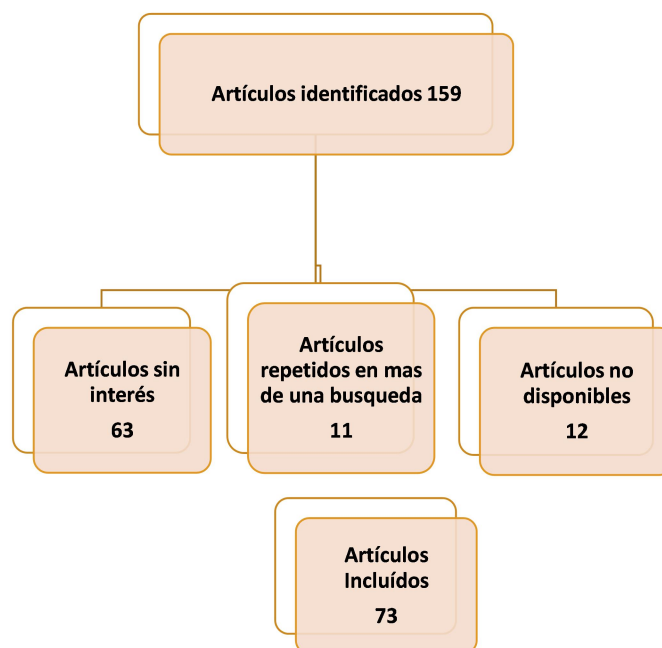 Artículos identificados 159
Artículos sin
interés
63
Artículos
repetidos en mas
de una busqueda
11
Artículos no
disponibles
12
Artículos
Incluídos
73